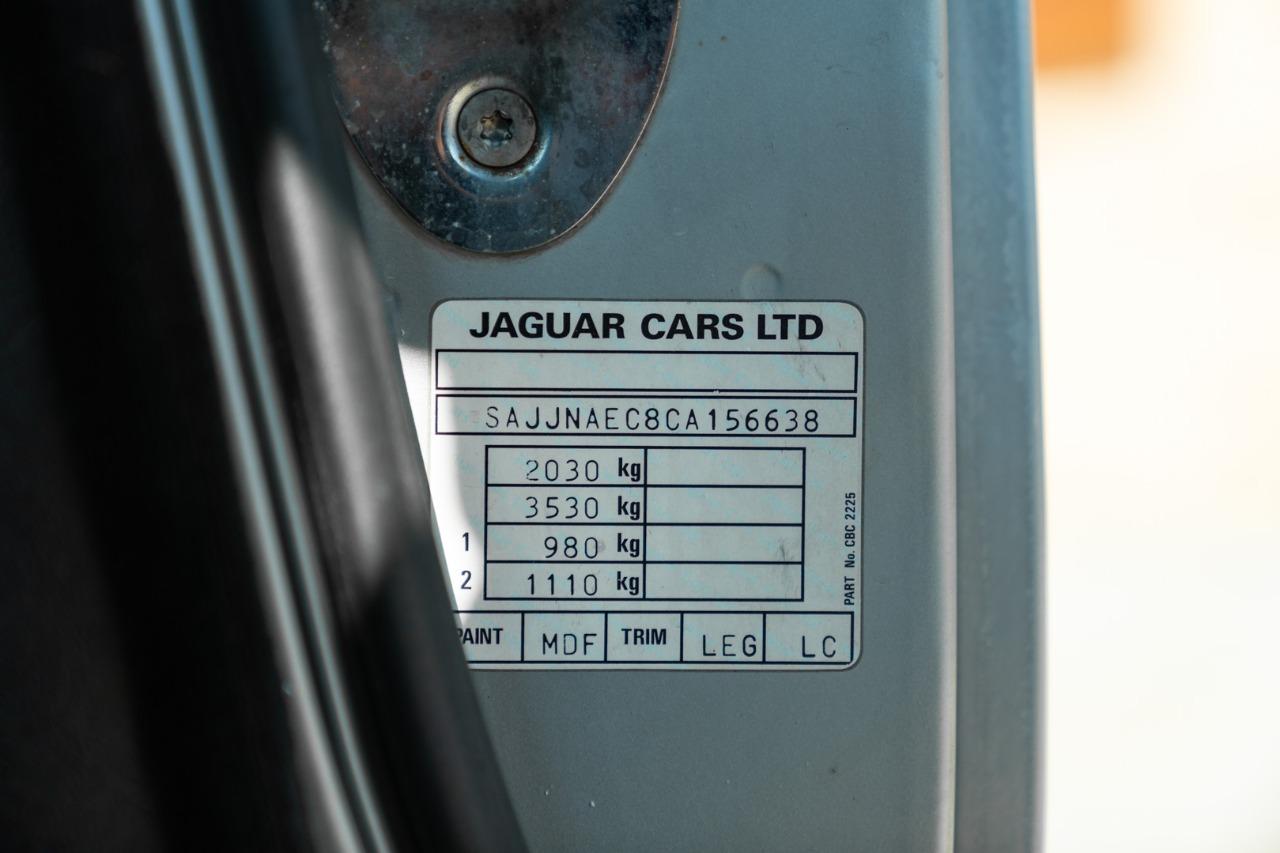 JAGUAR CARS LTD
SAJJNAEC8CA156638
2030 kg
3530 kg
1 980 kg
2 1110 kg
PAINT MDF TRIM LEG LC
PART No. CBC 2225